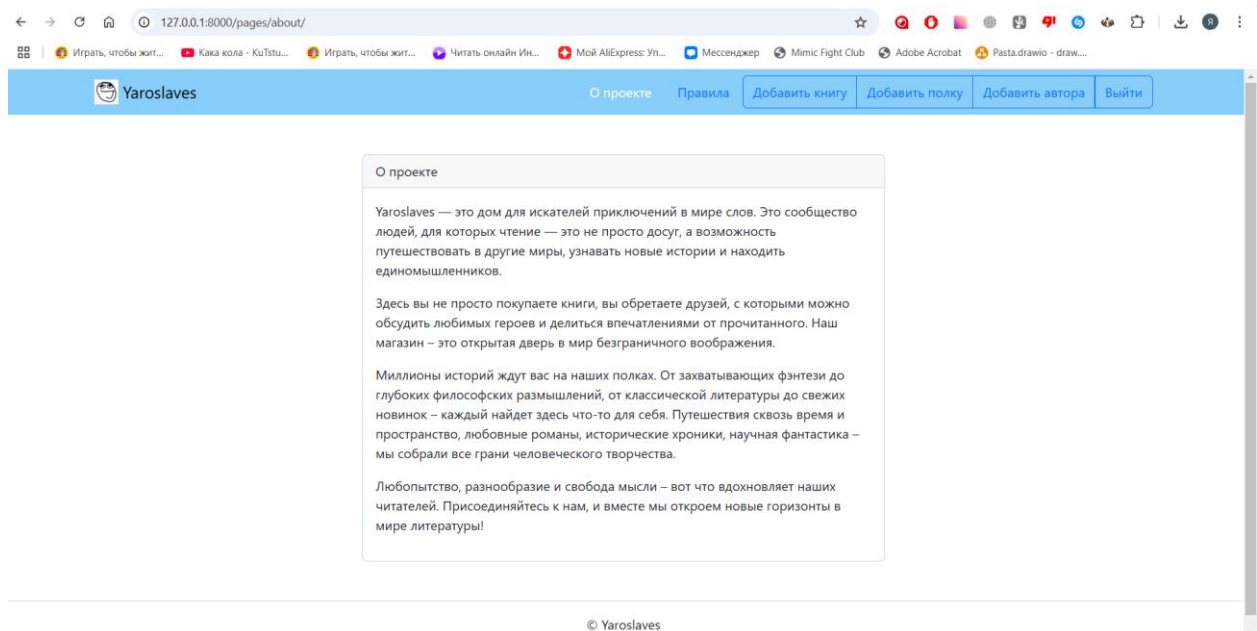 127.0.0.1:8000/pages/about/
Играть, чтобы жит... Кака кола - KuTstu... Играть, чтобы жит... Читать онлайн Ин... Мой AliExpress: Уп... Мессенджер Mimic Fight Club Adobe Acrobat Pasta.drawio - draw....
Yaroslaves О проекте Правила Добавить книгу Добавить полку Добавить автора Выйти
О проекте
Yaroslaves — это дом для искателей приключений в мире слов. Это сообщество
людей, для которых чтение — это не просто досуг, а возможность
путешествовать в другие миры, узнавать новые истории и находить
единомышленников.
Здесь вы не просто покупаете книги, вы обретаете друзей, с которыми можно
обсудить любимых героев и делиться впечатлениями от прочитанного. Наш
магазин – это открытая дверь в мир безграничного воображения.
Миллионы историй ждут вас на наших полках. От захватывающих фэнтези до
глубоких философских размышлений, от классической литературы до свежих
новинок – каждый найдет здесь что-то для себя. Путешествия сквозь время и
пространство, любовные романы, исторические хроники, научная фантастика –
мы собрали все грани человеческого творчества.
Любопытство, разнообразие и свобода мысли – вот что вдохновляет наших
читателей. Присоединяйтесь к нам, и вместе мы откроем новые горизонты в
мире литературы!
© Yaroslaves